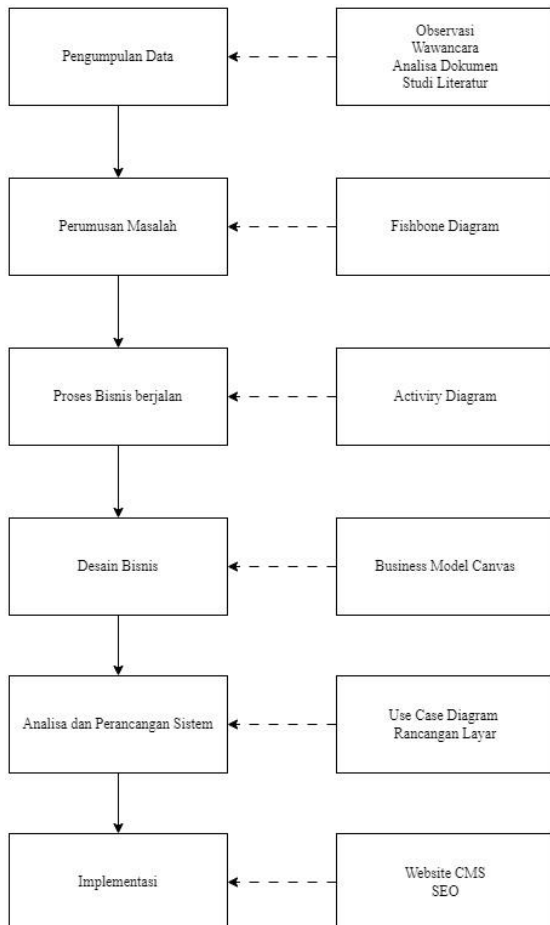 Pengumpulan Data
Observasi
Wawancara
Analisa Dokumen
Studi Literatur
Perumusan Masalah
Fishbone Diagram
Proses Bisnis berjalan
Activiry Diagram
Desain Bisnis
Business Model Canvas
Analisa dan Perancangan Sistem
Use Case Diagram
Rancangan Layar
Implementasi
Website CMS
SEO